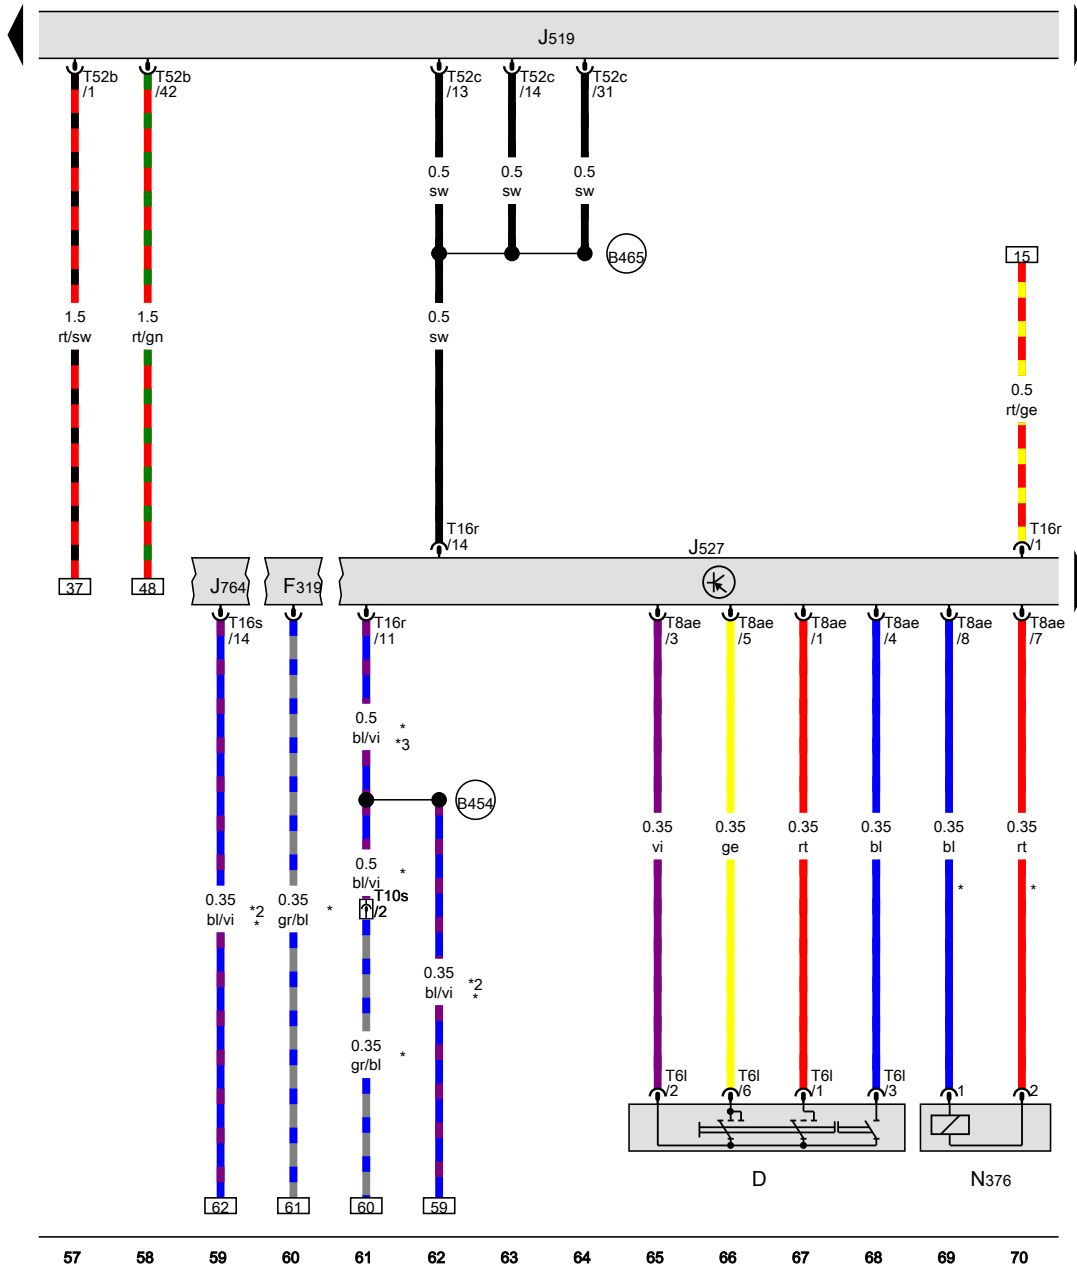 J519
T52b
/1
T52b
/42
T52c
/13
T52c
/14
T52c
/31
0.5
sw
0.5
sw
0.5
sw
B465
15
1.5
rt/sw
1.5
rt/gn
0.5
sw
0.5
rt/ge
T16r
/14
J527
T16r
/1
37
48
J764
F319
T16s
/14
T16r
/11
T8ae
/3
T8ae
/5
T8ae
/1
T8ae
/4
T8ae
/8
T8ae
/7
0.5
bl/vi
*
*3
B454
0.35
vi
0.35
ge
0.35
rt
0.35
bl
0.35
bl
*
0.35
rt
*
0.5
bl/vi
*
T10s
/2
0.35
bl/vi
*2
*
0.35
gr/bl
*
0.35
bl/vi
*2
*
0.35
gr/bl
*
T6l
/2
T6l
/6
T6l
/1
T6l
/3
1
2
D
N376
62
61
60
59
57 58 59 60 61 62 63 64 65 66 67 68 69 70